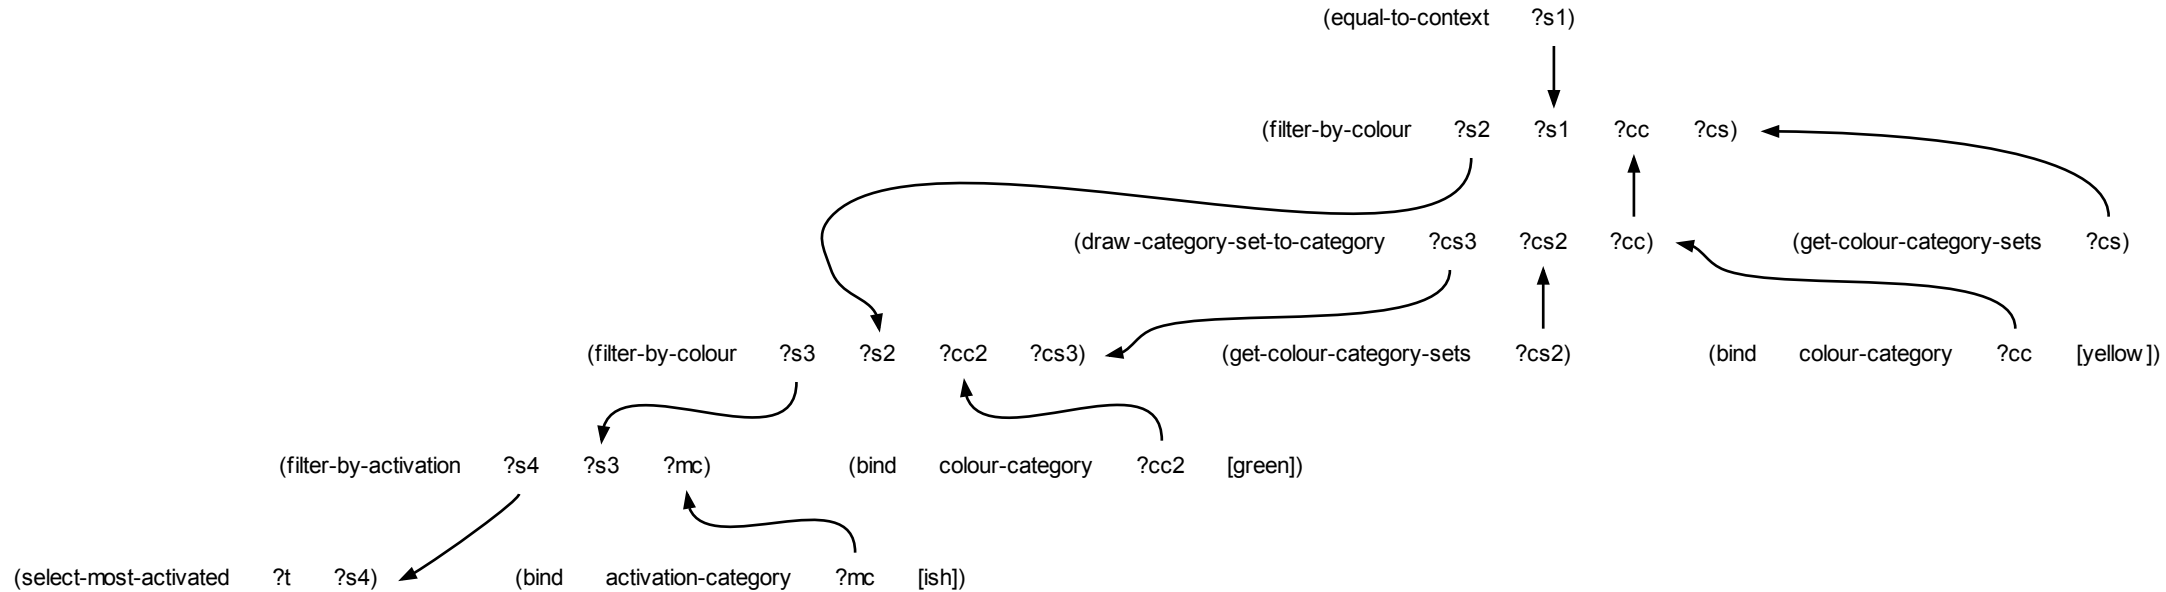 (equal-to-context ?s1)
(filter-by-colour ?s2 ?s1 ?cc ?cs)
(draw-category-set-to-category ?cs3 ?cs2 ?cc) (get-colour-category-sets ?cs)
(filter-by-colour ?s3 ?s2 ?cc2 ?cs3) (get-colour-category-sets ?cs2) (bind colour-category ?cc [yellow])
(filter-by-activation ?s4 ?s3 ?mc) (bind colour-category ?cc2 [green])
(select-most-activated ?t ?s4) (bind activation-category ?mc [ish])